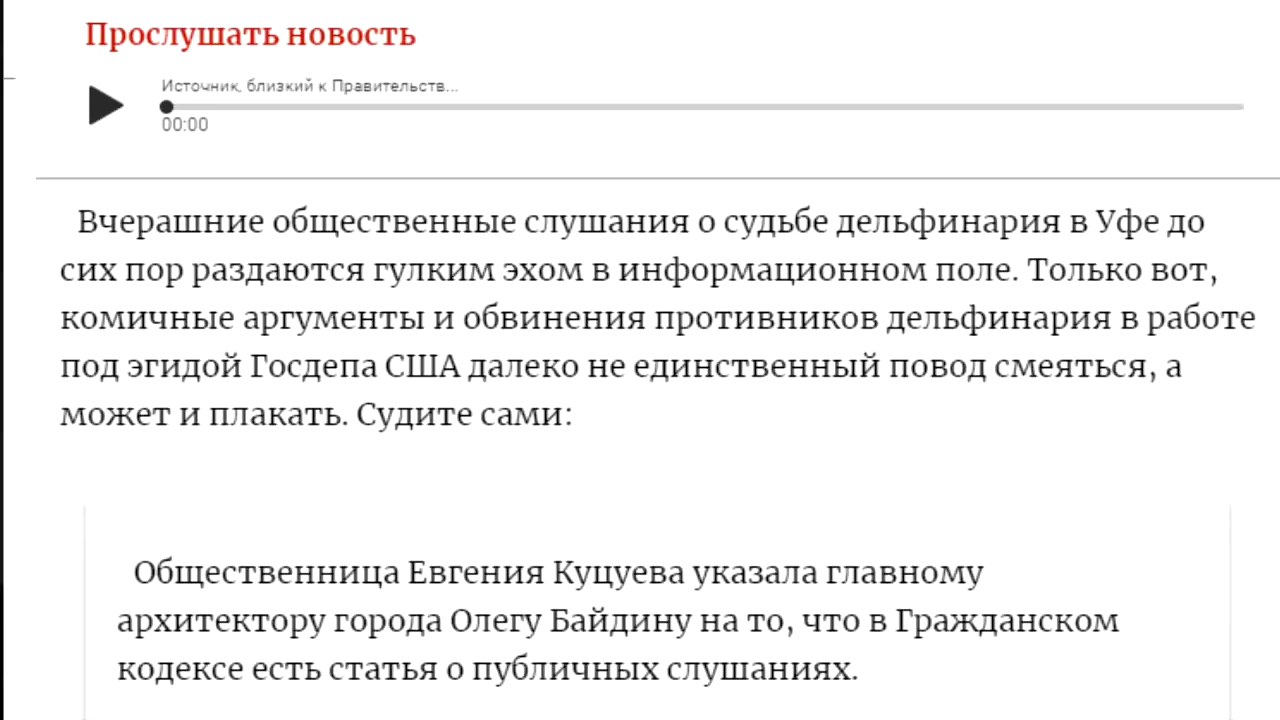 Прослушать новость
Источник, близкий к Правительств...
00:00
Вчерашние общественные слушания о судьбе дельфинария в Уфе до
сих пор раздаются гулким эхом в информационном поле. Только вот,
комичные аргументы и обвинения противников дельфинария в работе
под эгидой Госдепа США далеко не единственный повод смеяться, а
может и плакать. Судите сами:
Общественница Евгения Куцуева указала главному
архитектору города Олегу Байдину на то, что в Гражданском
кодексе есть статья о публичных слушаниях.